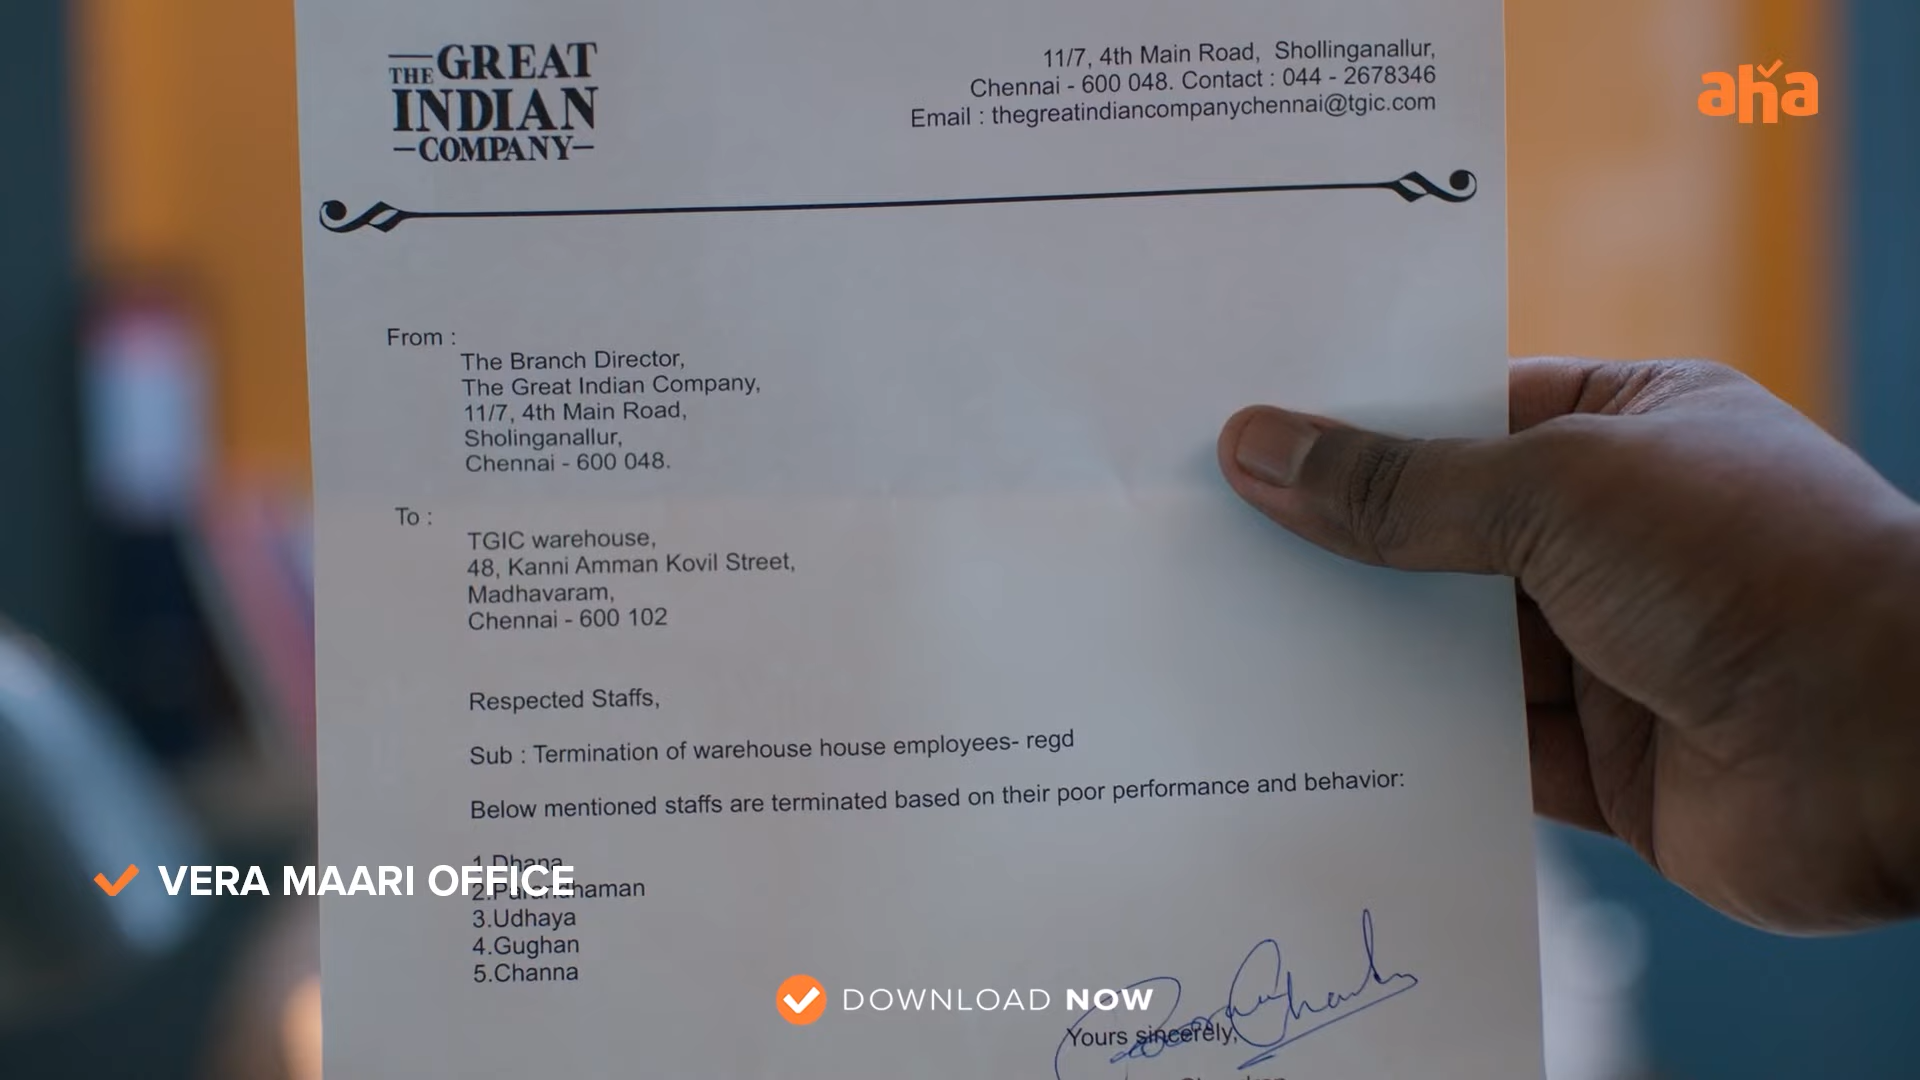 THE GREAT
INDIAN
COMPANY
11/7, 4th Main Road, Shollinganallur,
Chennai - 600 048. Contact : 044 - 2678346
Email : thegreatindiancompanychennai@tgic.com
aha
From :
The Branch Director,
The Great Indian Company,
11/7, 4th Main Road,
Sholinganallur,
Chennai - 600 048.
To :
TGIC warehouse,
48, Kanni Amman Kovil Street,
Madhavaram,
Chennai - 600 102
Respected Staffs,
Sub : Termination of warehouse house employees- regd
Below mentioned staffs are terminated based on their poor performance and behavior:
1.Dhana
VERA MAARI OFFICE
2.Parandhaman
3.Udhaya
4.Gughan
5.Channa
DOWNLOAD NOW
Yours sincerely,